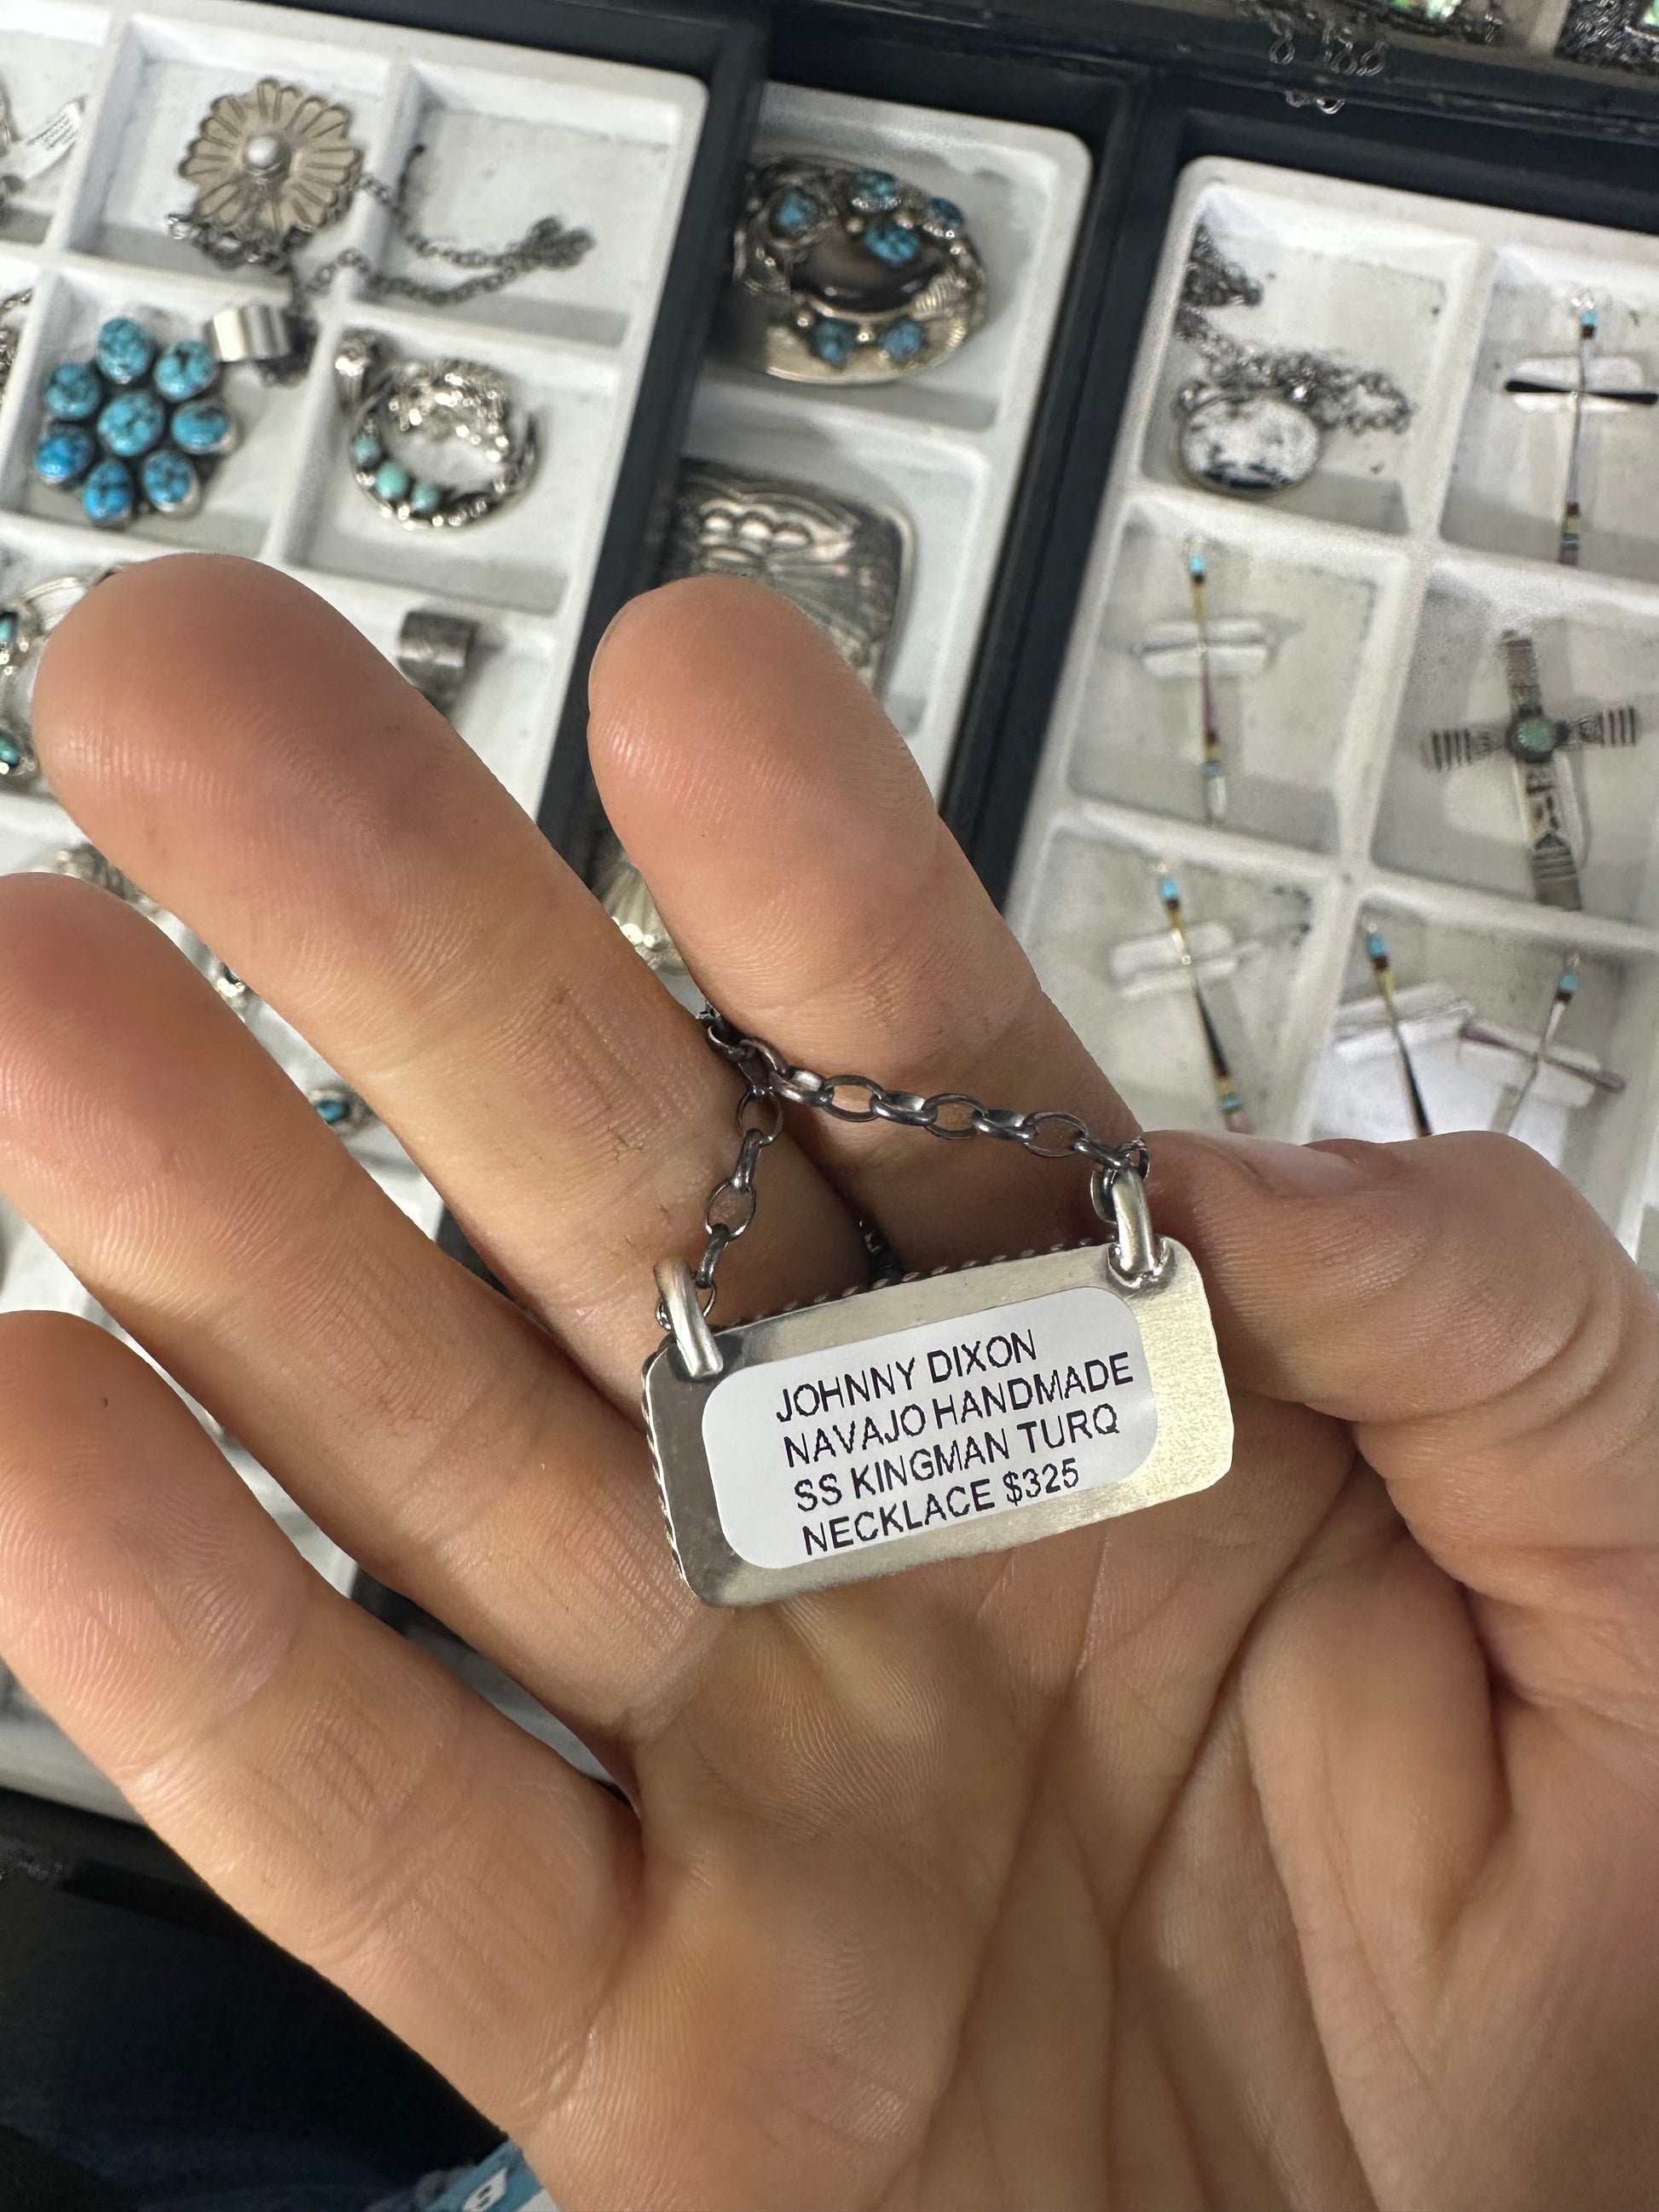 JOHNNY DIXON
NAVAJO HANDMADE
SS KINGMAN TURQ
NECKLACE $325